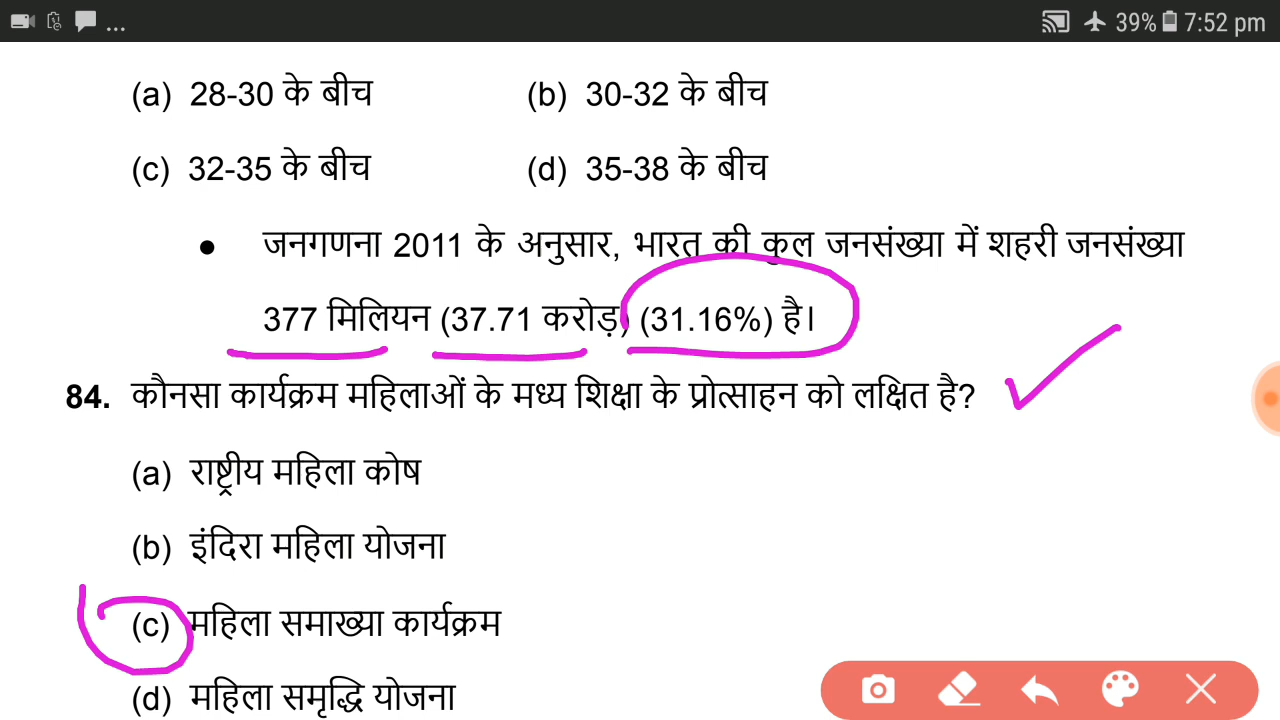 ... 39% 7:52 pm
(a) 28-30 के बीच (b) 30-32 के बीच
(c) 32-35 के बीच (d) 35-38 के बीच
• जनगणना 2011 के अनुसार, भारत की कुल जनसंख्या में शहरी जनसंख्या
377 मिलियन (37.71 करोड़) (31.16%) है।
84. कौनसा कार्यक्रम महिलाओं के मध्य शिक्षा के प्रोत्साहन को लक्षित है?
(a) राष्ट्रीय महिला कोष
(b) इंदिरा महिला योजना
(c) महिला समाख्या कार्यक्रम
(d) महिला समृद्धि योजना